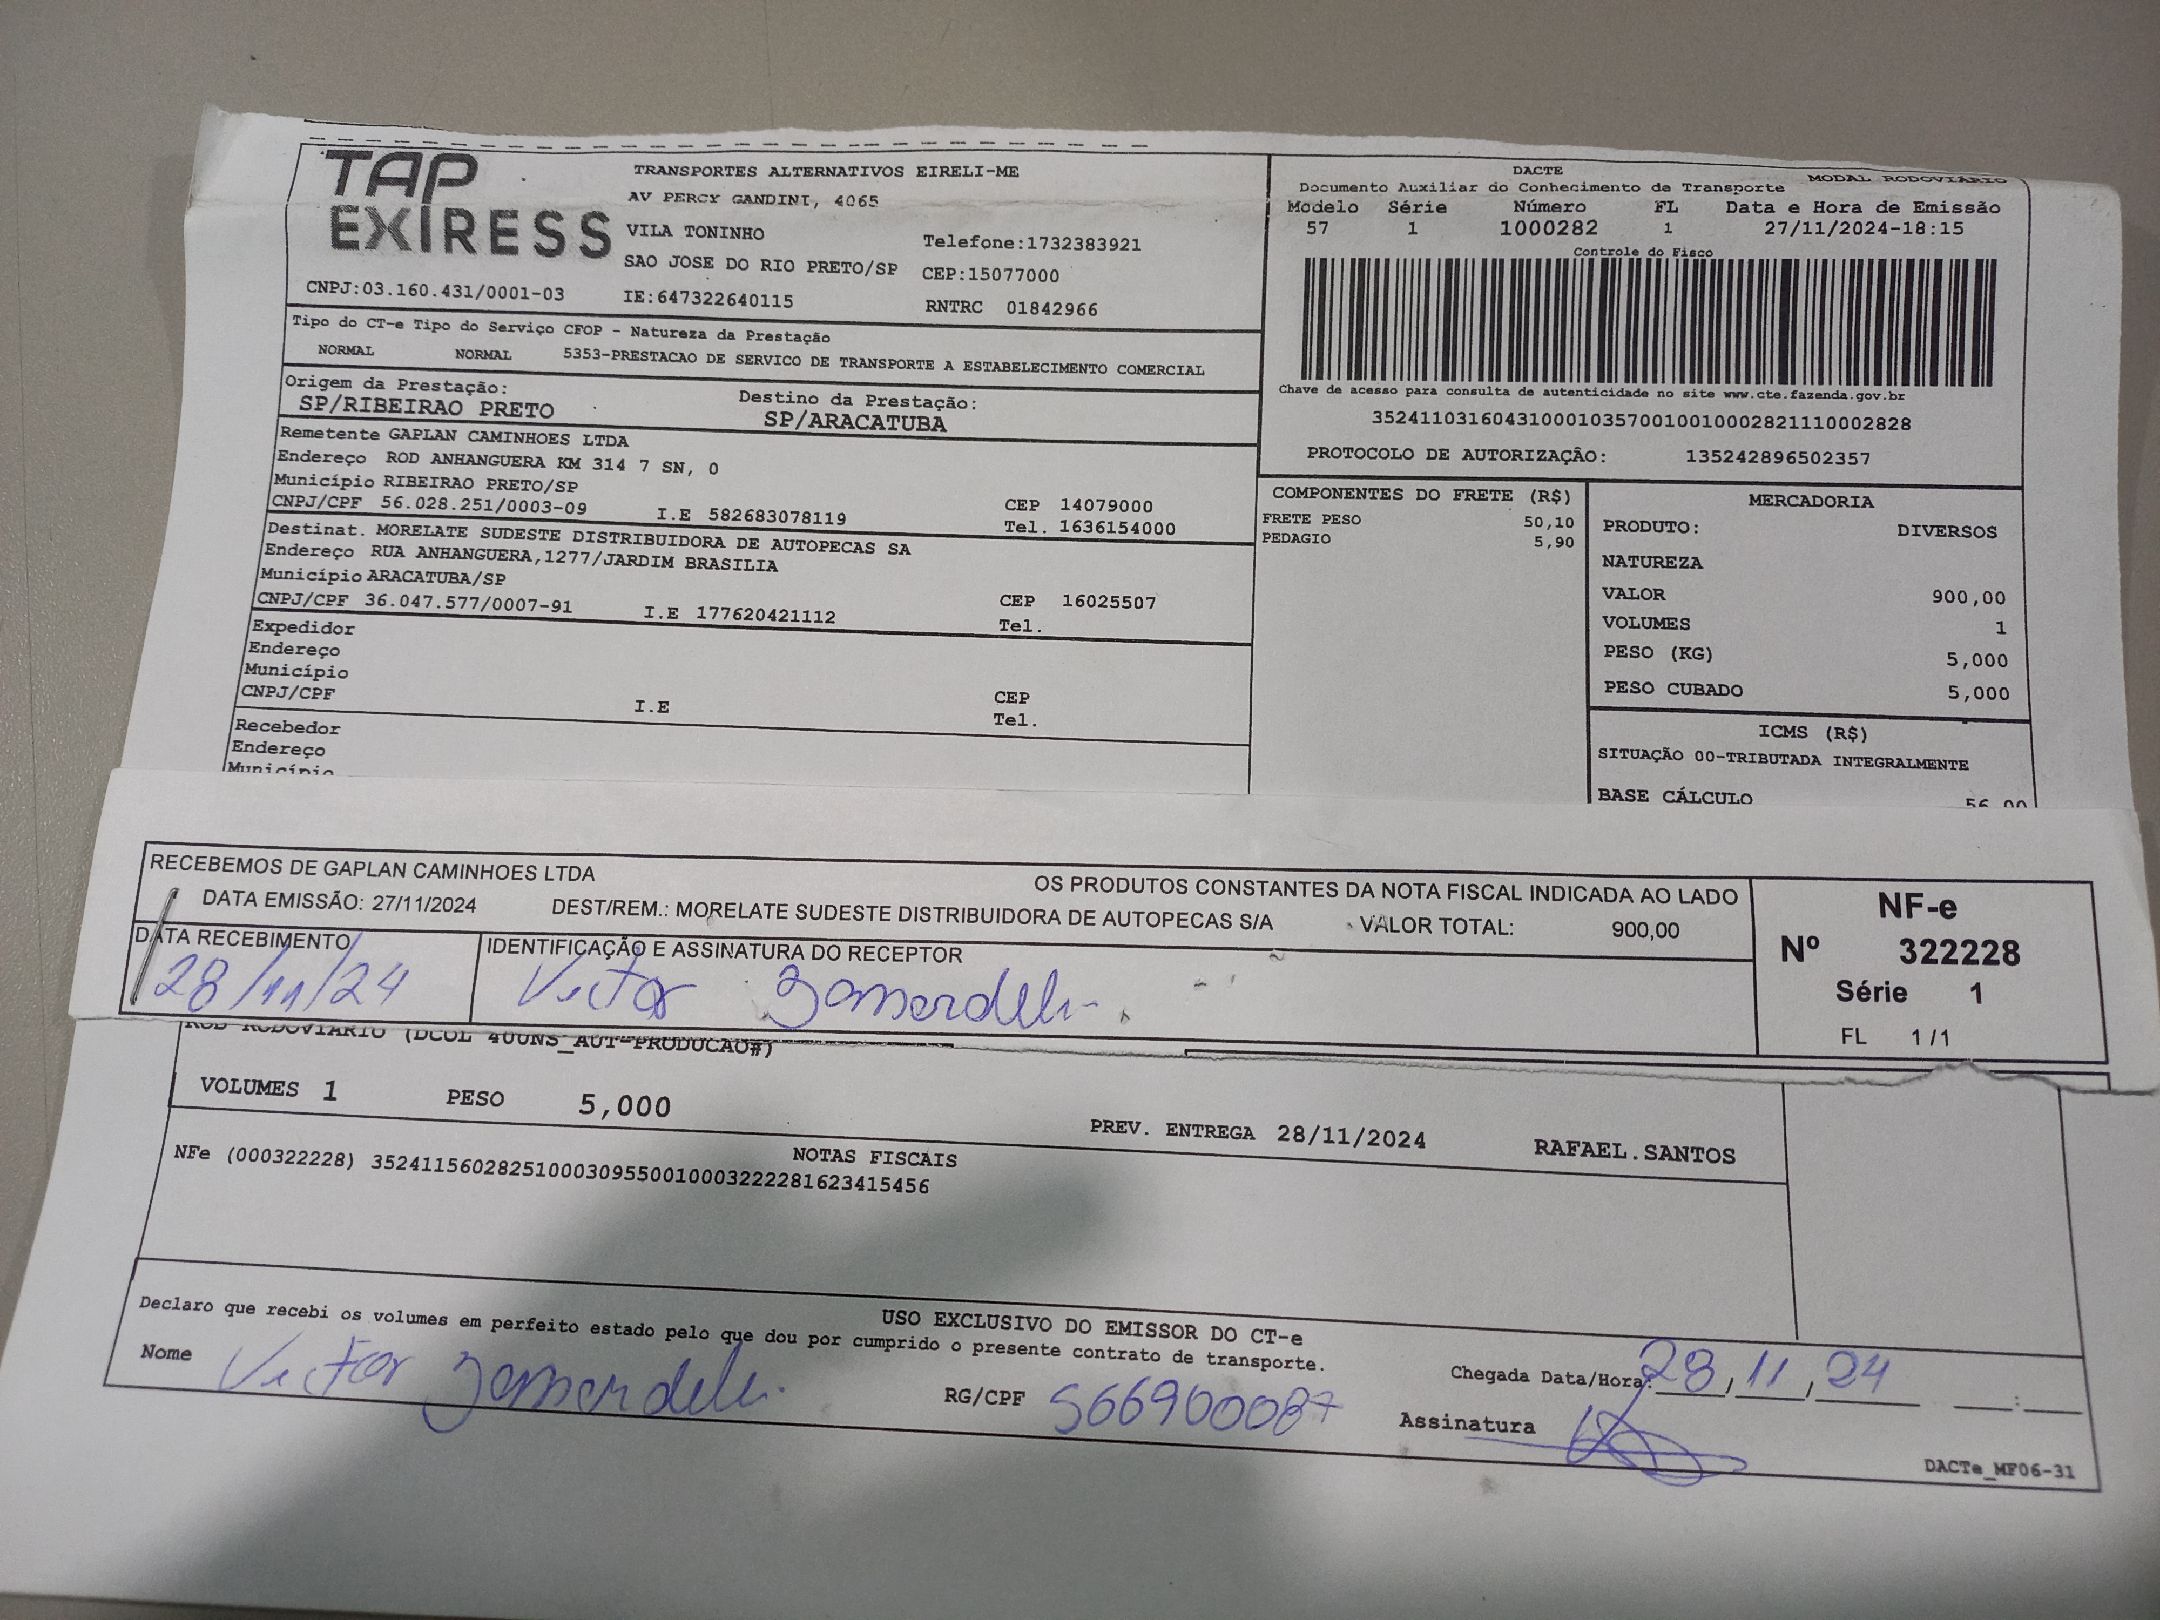 TAP EXIRESS
TRANSPORTES ALTERNATIVOS EIRELI-ME
AV PERCY GANDINI, 4065
VILA TONINHO
Telefone:1732383921
SAO JOSE DO RIO PRETO/SP CEP:15077000
CNPJ:03.160.431/0001-03 IE:647322640115 RNTRC 01842966
Tipo do CT-e Tipo do Serviço CFOP - Natureza da Prestação
NORMAL NORMAL 5353-PRESTACAO DE SERVICO DE TRANSPORTE A ESTABELECIMENTO COMERCIAL
Origem da Prestação: Destino da Prestação:
SP/RIBEIRAO PRETO SP/ARACATUBA
Remetente GAPLAN CAMINHOES LTDA
Endereço ROD ANHANGUERA KM 314 7 SN, 0
Município RIBEIRAO PRETO/SP CEP 14079000
CNPJ/CPF 56.028.251/0003-09 I.E 582683078119 Tel. 1636154000
Destinat. MORELATE SUDESTE DISTRIBUIDORA DE AUTOPECAS SA
Endereço RUA ANHANGUERA,1277/JARDIM BRASILIA
Município ARACATUBA/SP CEP 16025507
CNPJ/CPF 36.047.577/0007-91 I.E 177620421112 Tel.
Expedidor
Endereço
Município CEP
CNPJ/CPF I.E Tel.
Recebedor
Endereço
Município
DACTE MODAL RODOVIÁRIO
Documento Auxiliar do Conhecimento de Transporte
Modelo Série Número FL Data e Hora de Emissão
57 1 1000282 1 27/11/2024-18:15
Controle do Fisco
Chave de acesso para consulta de autenticidade no site www.cte.fazenda.gov.br
35241103160431000103570010010002821110002828
PROTOCOLO DE AUTORIZAÇÃO: 135242896502357
COMPONENTES DO FRETE (R$)
FRETE PESO 50,10
PEDAGIO 5,90
MERCADORIA
PRODUTO: DIVERSOS
NATUREZA
VALOR 900,00
VOLUMES 1
PESO (KG) 5,000
PESO CUBADO 5,000
ICMS (R$)
SITUAÇÃO 00-TRIBUTADA INTEGRALMENTE
BASE CÁLCULO 56,00
RECEBEMOS DE GAPLAN CAMINHOES LTDA OS PRODUTOS CONSTANTES DA NOTA FISCAL INDICADA AO LADO
DATA EMISSÃO: 27/11/2024 DEST/REM.: MORELATE SUDESTE DISTRIBUIDORA DE AUTOPECAS S/A VALOR TOTAL: 900,00
DATA RECEBIMENTO IDENTIFICAÇÃO E ASSINATURA DO RECEPTOR
28/11/24 Victor
NF-e
Nº 322228
Série 1
FL 1 /1
RODOVIÁRIO
VOLUMES 1 PESO 5,000 PREV. ENTREGA 28/11/2024 RAFAEL.SANTOS
NOTAS FISCAIS
NFe (000322228) 35241156028251000309550010003222281623415456
USO EXCLUSIVO DO EMISSOR DO CT-e
Declaro que recebi os volumes em perfeito estado pelo que dou por cumprido o presente contrato de transporte.
Nome Victor RG/CPF 566900087 Chegada Data/Hora: 28, 11, 24 __:__
Assinatura
DACTe_MF06-31